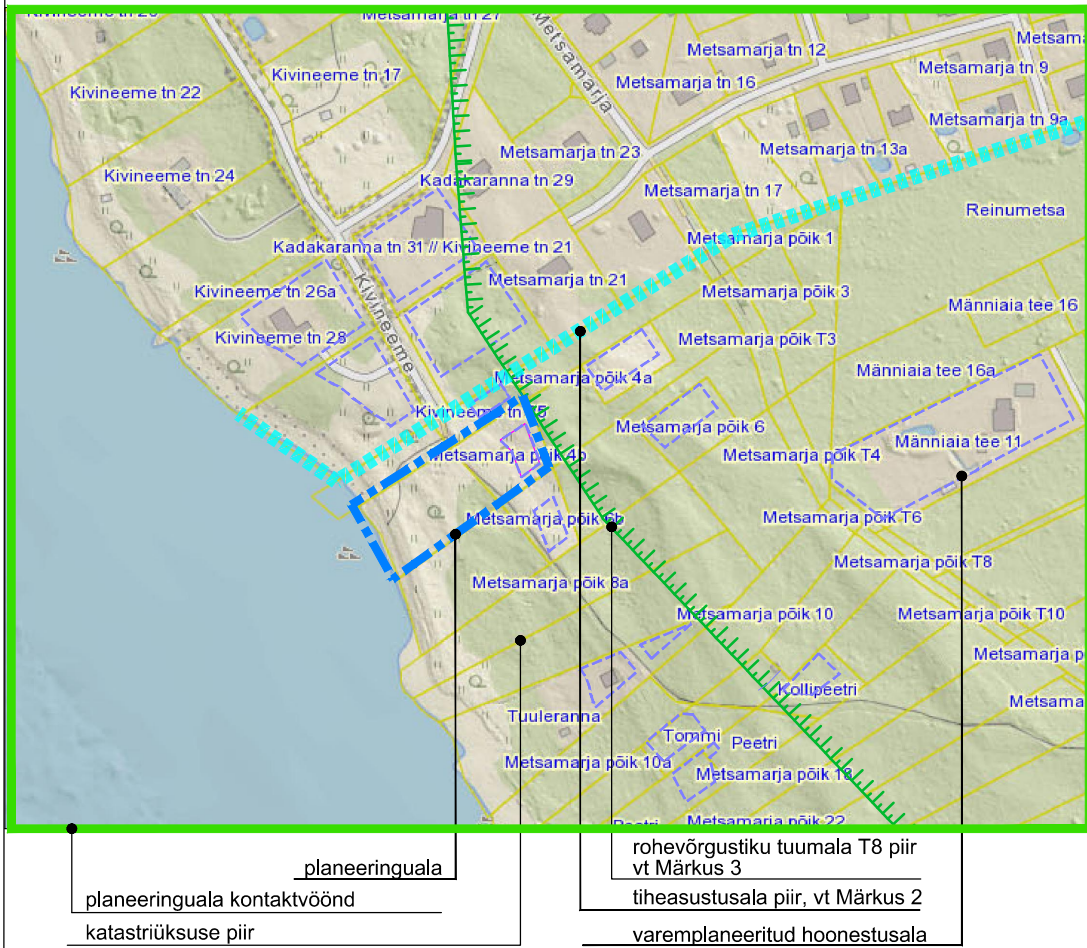 Metsamarja tn 27
Metsamarja
Metsamarja tn 12
Metsama
Kivineeme tn 17
Metsamarja tn 9
Kivineeme tn 22
Metsamarja tn 16
Metsamarja tn 9a
Metsamarja tn 23
Metsamarja tn 13a
Kivineeme tn 24
Kadakaranna tn 29
Metsamarja tn 17
Reinumetsa
Metsamarja põik 1
Kadakaranna tn 31 // Kivineeme tn 21
Metsamarja tn 21
Kivineeme tn 26a
Metsamarja põik 3
Männiaia tee 16
Kivineeme
Kivineeme tn 28
Metsamarja põik T3
Männiaia tee 16a
Metsamarja põik 4a
Metsamarja põik 6
Männiaia tee 11
Metsamarja põik 4b
Metsamarja põik T4
Metsamarja põik 6b
Metsamarja põik T6
Metsamarja põik T8
Metsamarja põik 8a
Metsamarja põik 10
Metsamarja põik T10
Metsamarja p
Kollipeetri
Metsama
Tuuleranna
Tommi
Peetri
Metsamarja põik 10a
Metsamarja põik 18
Metsamarja põik 22
planeeringuala
planeeringuala kontaktvöönd
katastriüksuse piir
rohevõrgustiku tuumala T8 piir
vt Märkus 3
tiheasustusala piir, vt Märkus 2
varemplaneeritud hoonestusala